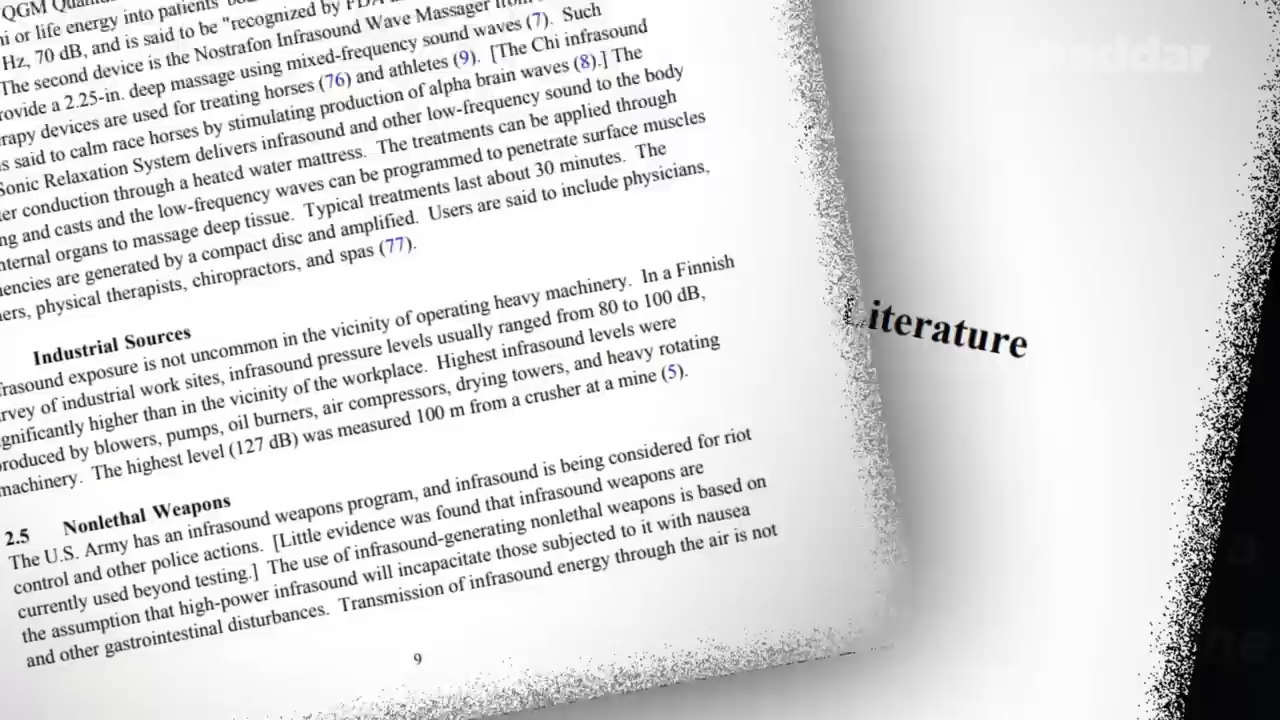 QGM
hi or life energy into patients'
Hz, 70 dB, and is said to be "recognized by FDA
The second device is the Nostrafon Infrasound Wave Massager from
rovide a 2.25-in. deep massage using mixed-frequency sound waves (7). Such
rapy devices are used for treating horses (76) and athletes (9). [The Chi infrasound
s said to calm race horses by stimulating production of alpha brain waves (8).] The
Sonic Relaxation System delivers infrasound and other low-frequency sound to the body
ter conduction through a heated water mattress. The treatments can be applied through
ng and casts and the low-frequency waves can be programmed to penetrate surface muscles
nternal organs to massage deep tissue. Typical treatments last about 30 minutes. The
uencies are generated by a compact disc and amplified. Users are said to include physicians,
ners, physical therapists, chiropractors, and spas (77).
Industrial Sources
frasound exposure is not uncommon in the vicinity of operating heavy machinery. In a Finnish
urvey of industrial work sites, infrasound pressure levels usually ranged from 80 to 100 dB,
ignificantly higher than in the vicinity of the workplace. Highest infrasound levels were
produced by blowers, pumps, oil burners, air compressors, drying towers, and heavy rotating
machinery. The highest level (127 dB) was measured 100 m from a crusher at a mine (5).
2.5 Nonlethal Weapons
The U.S. Army has an infrasound weapons program, and infrasound is being considered for riot
control and other police actions. [Little evidence was found that infrasound weapons are
currently used beyond testing.] The use of infrasound-generating nonlethal weapons is based on
the assumption that high-power infrasound will incapacitate those subjected to it with nausea
and other gastrointestinal disturbances. Transmission of infrasound energy through the air is not
9
Literature
cheddar